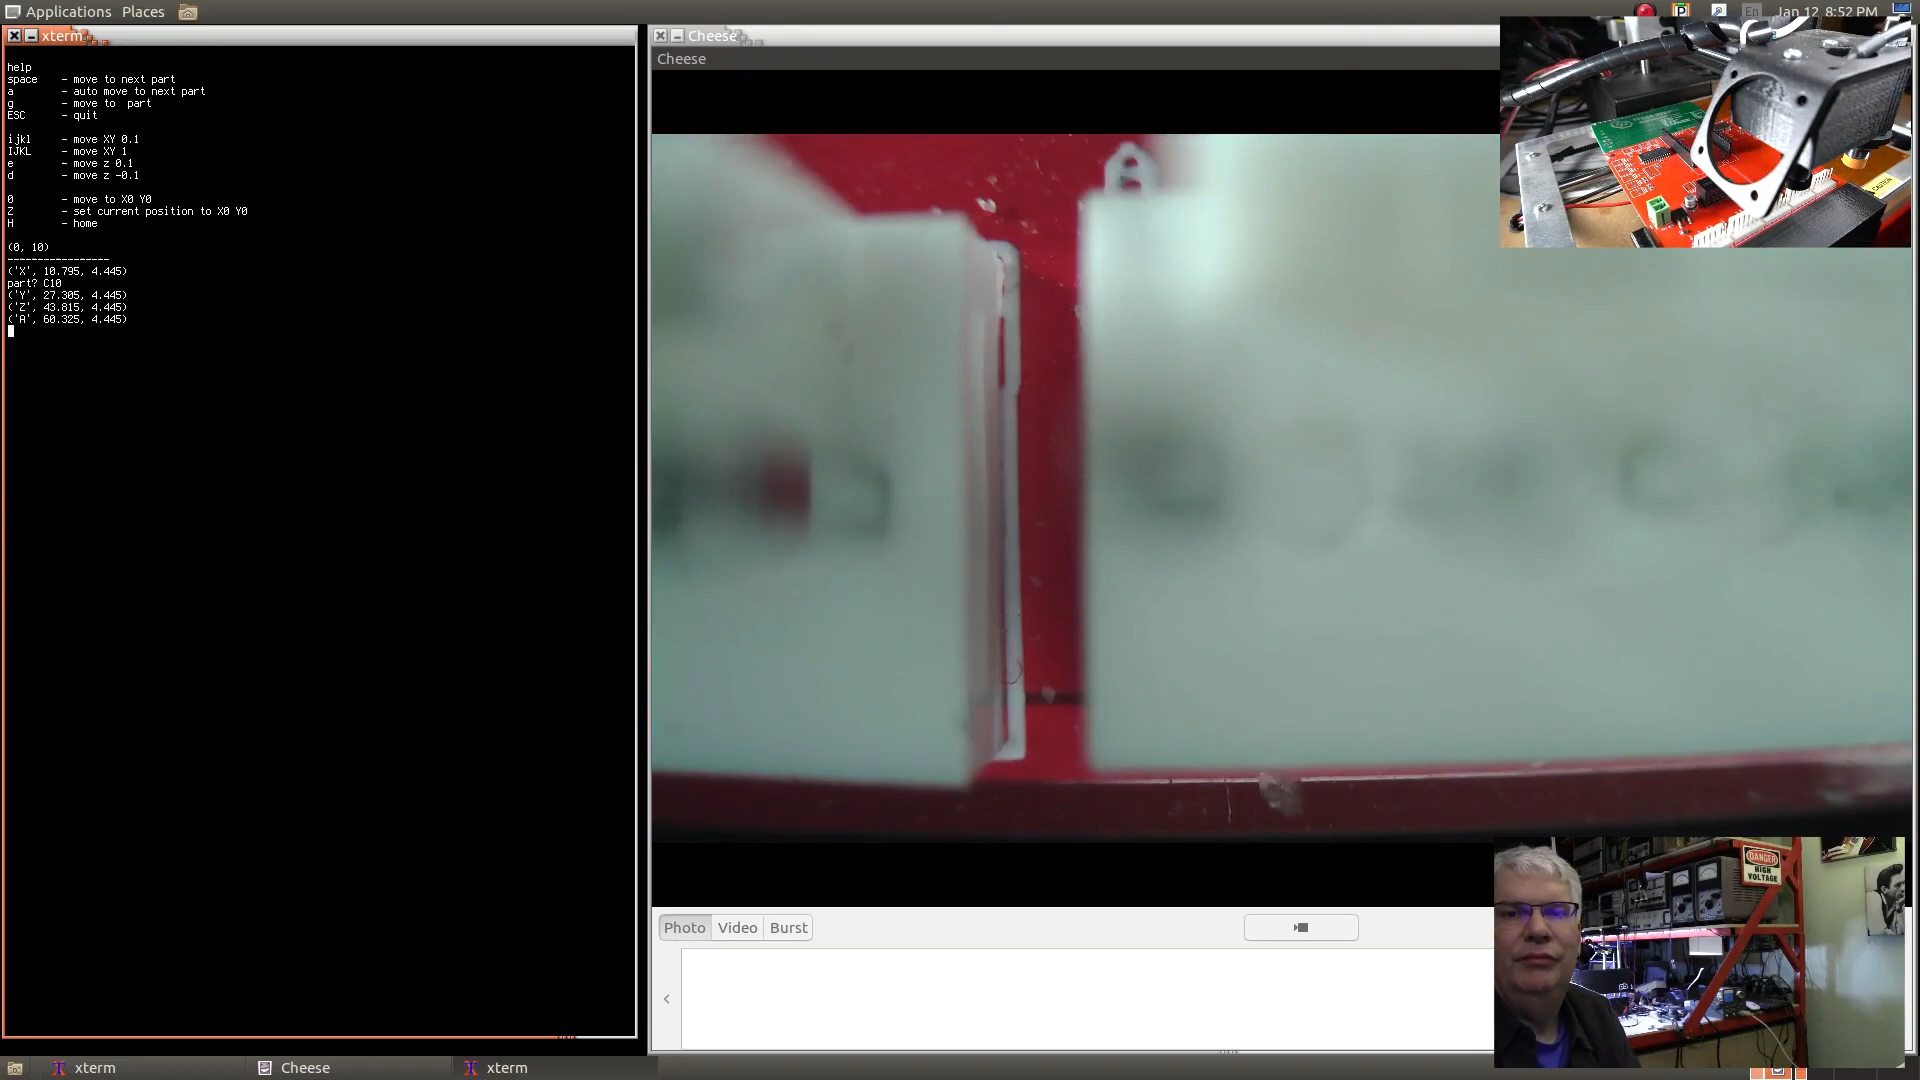 Applications Places
En Jan 12 8:52 PM
xterm
help
space - move to next part
a - auto move to next part
g - move to part
ESC - quit
ijkl - move XY 0.1
IJKL - move XY 1
e - move z 0.1
d - move z -0.1
0 - move to X0 Y0
Z - set current position to X0 Y0
H - home
(0, 10)
-----------------
('X', 10.795, 4.445)
part? C10
('Y', 27.305, 4.445)
('Z', 43.815, 4.445)
('A', 60.325, 4.445)
Cheese
Cheese
CAUTION
DANGER
HIGH
VOLTAGE
Photo Video Burst
xterm Cheese xterm